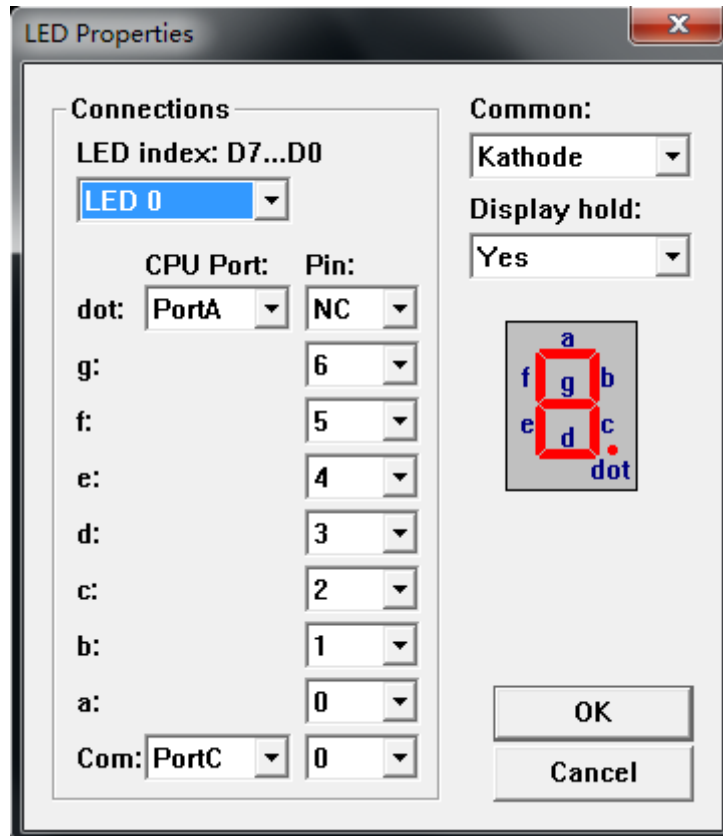 LED Properties
Connections
LED index: D7...D0
LED 0
CPU Port: Pin:
dot: PortA NC
g: 6
f: 5
e: 4
d: 3
c: 2
b: 1
a: 0
Com: PortC 0
Common:
Kathode
Display hold:
Yes
a
f g b
e d c
dot
OK
Cancel